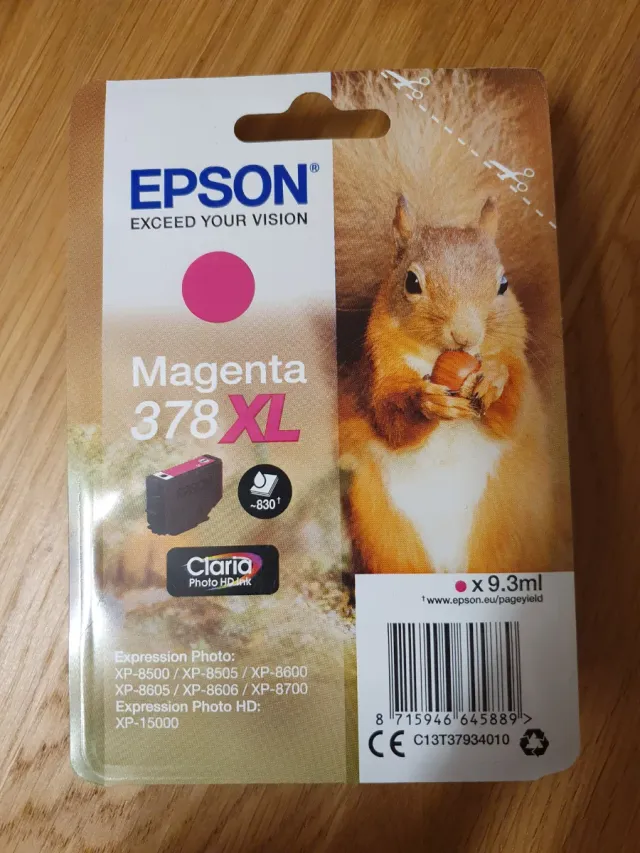 EPSON®
EXCEED YOUR VISION
Magenta
378XL
EPSON
~830†
Claria
Photo HD Ink
● x 9.3ml
†www.epson.eu/pageyield
Expression Photo:
XP-8500 / XP-8505 / XP-8600
XP-8605 / XP-8606 / XP-8700
Expression Photo HD:
XP-15000
8 715946 645889 >
CE C13T37934010